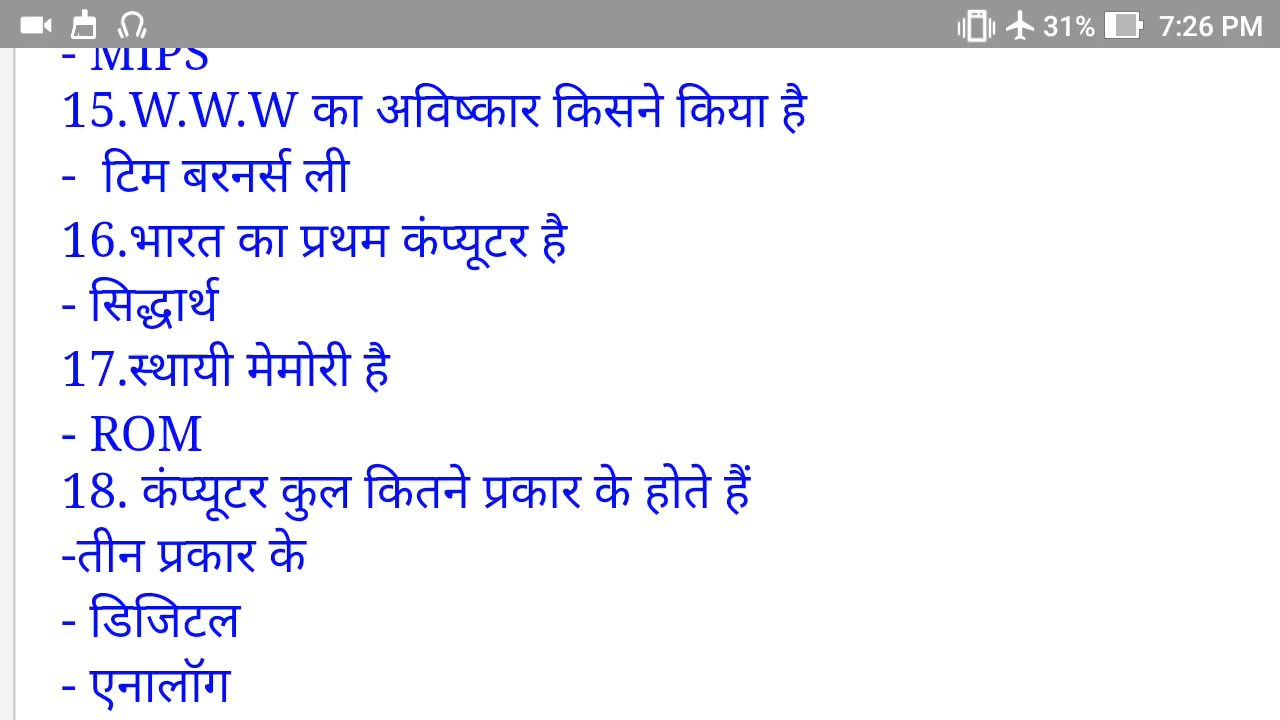 31% 7:26 PM
- MIPS
15.W.W.W का अविष्कार किसने किया है
- टिम बरनर्स ली
16.भारत का प्रथम कंप्यूटर है
- सिद्धार्थ
17.स्थायी मेमोरी है
- ROM
18. कंप्यूटर कुल कितने प्रकार के होते हैं
-तीन प्रकार के
- डिजिटल
- एनालॉग